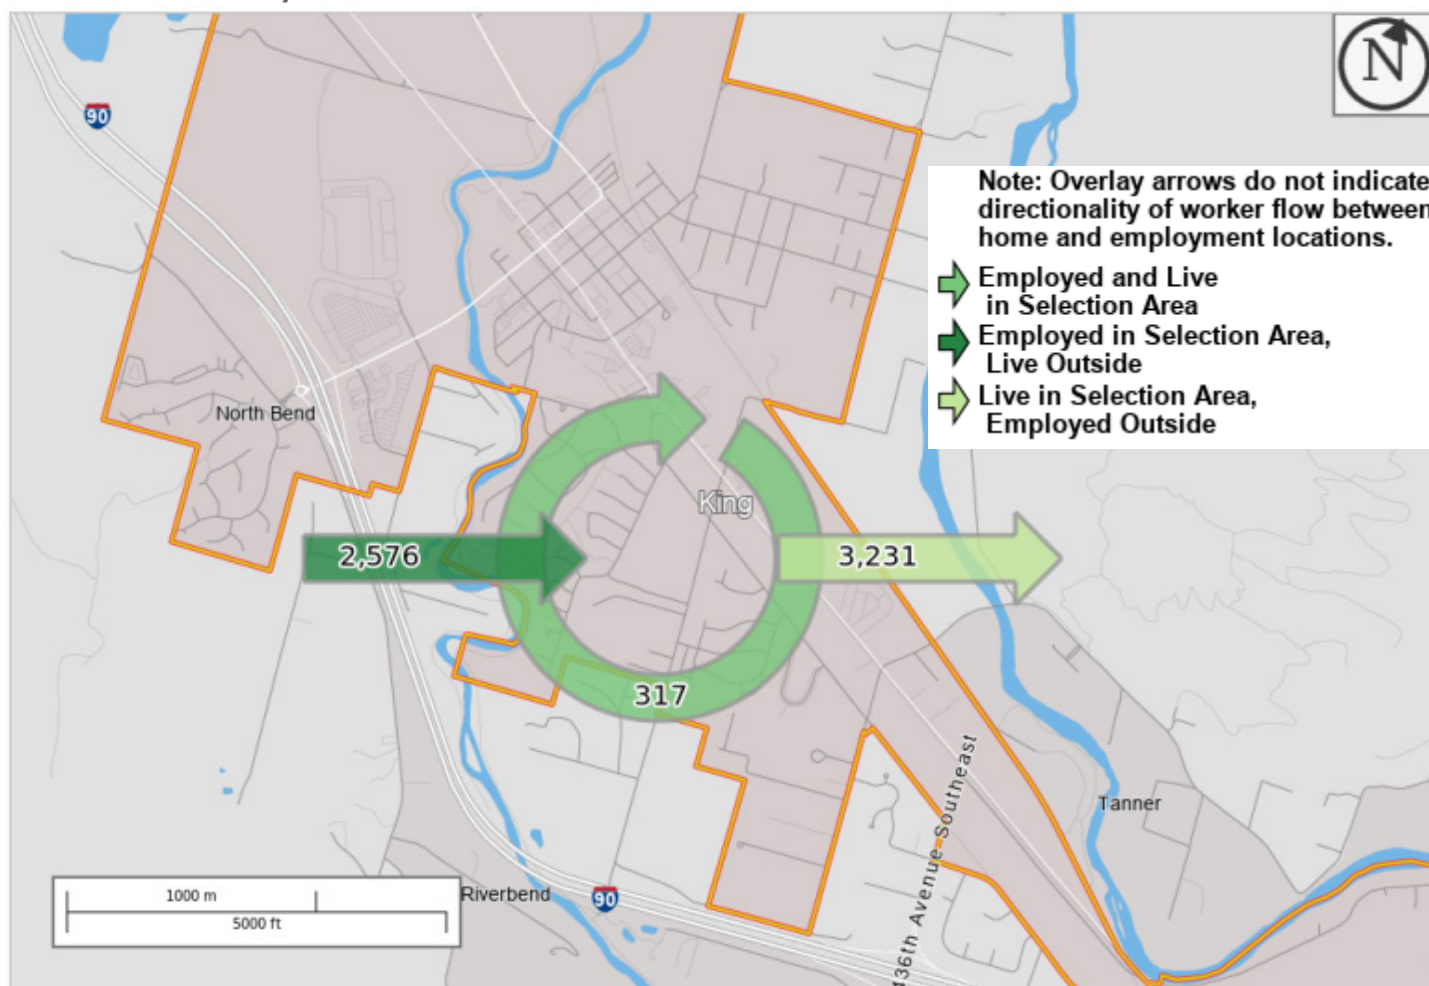 90
N
Note: Overlay arrows do not indicate
directionality of worker flow between
home and employment locations.
Employed and Live
in Selection Area
Employed in Selection Area,
Live Outside
Live in Selection Area,
Employed Outside
North Bend
King
2,576
3,231
317
Tanner
436th Avenue Southeast
Riverbend
90
1000 m
5000 ft